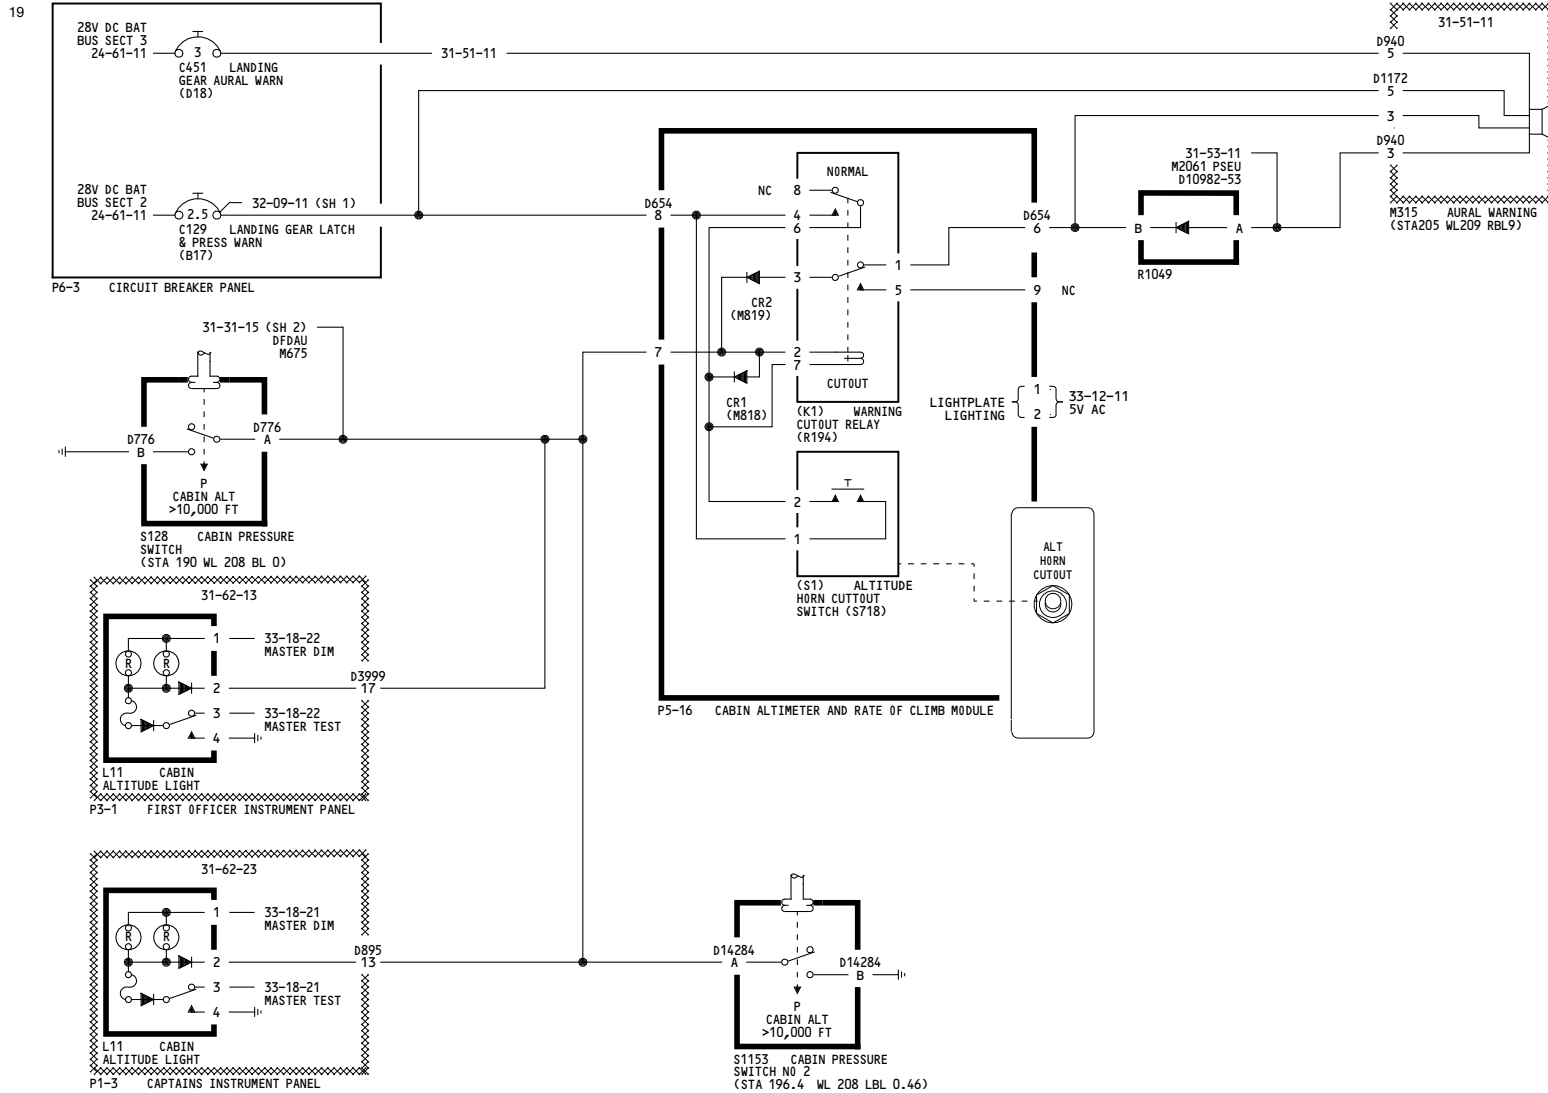 19
28V DC BAT
BUS SECT 3
24-61-11
3
C451 LANDING
GEAR AURAL WARN
(D18)
31-51-11
28V DC BAT
BUS SECT 2
24-61-11
2.5
32-09-11 (SH 1)
C129 LANDING GEAR LATCH
& PRESS WARN
(B17)
P6-3 CIRCUIT BREAKER PANEL
31-51-11
D940
5
D1172
5
3
D940
3
M315 AURAL WARNING
(STA205 WL209 RBL9)
31-53-11
M2061 PSEU
D10982-53
B
A
R1049
D654
8
D654
6
9 NC
7
NORMAL
NC 8
4
6
3
1
5
2
7
CUTOUT
CR2
(M819)
CR1
(M818)
(K1) WARNING
CUTOUT RELAY
(R194)
2
1
(S1) ALTITUDE
HORN CUTTOUT
SWITCH (S718)
LIGHTPLATE
LIGHTING
1
2
33-12-11
5V AC
ALT
HORN
CUTOUT
P5-16 CABIN ALTIMETER AND RATE OF CLIMB MODULE
31-31-15 (SH 2)
DFDAU
M675
D776
B
D776
A
P
CABIN ALT
>10,000 FT
S128 CABIN PRESSURE
SWITCH
(STA 190 WL 208 BL 0)
31-62-13
R
R
1
33-18-22
MASTER DIM
2
D3999
17
3
33-18-22
MASTER TEST
4
L11 CABIN
ALTITUDE LIGHT
P3-1 FIRST OFFICER INSTRUMENT PANEL
31-62-23
R
R
1
33-18-21
MASTER DIM
2
D895
13
3
33-18-21
MASTER TEST
4
L11 CABIN
ALTITUDE LIGHT
P1-3 CAPTAINS INSTRUMENT PANEL
D14284
A
D14284
B
P
CABIN ALT
>10,000 FT
S1153 CABIN PRESSURE
SWITCH NO 2
(STA 196.4 WL 208 LBL 0.46)